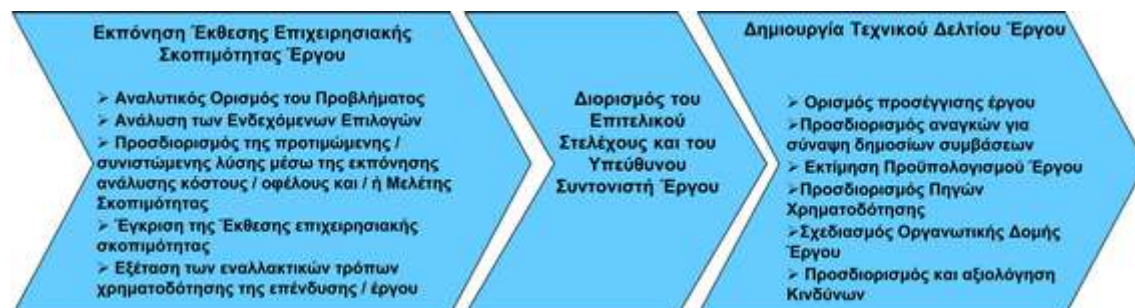 Εκπόνηση Έκθεσης Επιχειρησιακής
Σκοπιμότητας Έργου
➢ Αναλυτικός Ορισμός του Προβλήματος
➢ Ανάλυση των Ενδεχόμενων Επιλογών
➢ Προσδιορισμός της προτιμώμενης /
συνιστώμενης λύσης μέσω της εκπόνησης
ανάλυσης κόστους / οφέλους και / ή Μελέτης
Σκοπιμότητας
➢ Έγκριση της Έκθεσης επιχειρησιακής
σκοπιμότητας
➢ Εξέταση των εναλλακτικών τρόπων
χρηματοδότησης της επένδυσης / έργου
Διορισμός του
Επιτελικού
Στελέχους και του
Υπεύθυνου
Συντονιστή Έργου
Δημιουργία Τεχνικού Δελτίου Έργου
➢ Ορισμός προσέγγισης έργου
➢Προσδιορισμός αναγκών για
σύναψη δημοσίων συμβάσεων
➢ Εκτίμηση Προϋπολογισμού Έργου
➢Προσδιορισμός Πηγών
Χρηματοδότησης
➢Σχεδιασμός Οργανωτικής Δομής
Έργου
➢ Προσδιορισμός και αξιολόγηση
Κινδύνων